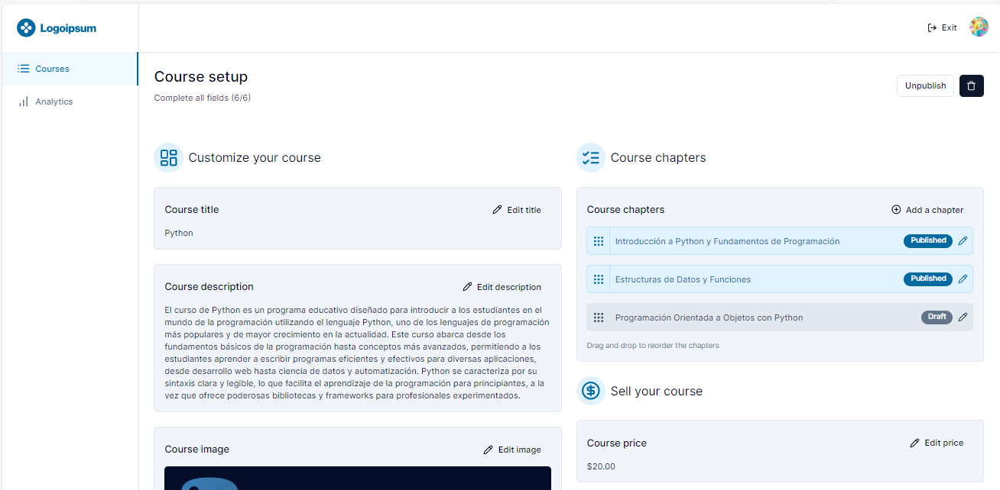 Logoipsum
Exit
Courses
Analytics
Course setup
Complete all fields (6/6)
Unpublish
Customize your course
Course title
Edit title
Python
Course description
Edit description
El curso de Python es un programa educativo diseñado para introducir a los estudiantes en el
mundo de la programación utilizando el lenguaje Python, uno de los lenguajes de programación
más populares y de mayor crecimiento en la actualidad. Este curso abarca desde los
fundamentos básicos de la programación hasta conceptos más avanzados, permitiendo a los
estudiantes aprender a escribir programas eficientes y efectivos para diversas aplicaciones,
desde desarrollo web hasta ciencia de datos y automatización. Python se caracteriza por su
sintaxis clara y legible, lo que facilita el aprendizaje de la programación para principiantes, a la
vez que ofrece poderosas bibliotecas y frameworks para profesionales experimentados.
Course image
Edit image
Course chapters
Course chapters
Add a chapter
Introducción a Python y Fundamentos de Programación
Published
Estructuras de Datos y Funciones
Published
Programación Orientada a Objetos con Python
Draft
Drag and drop to reorder the chapters
Sell your course
Course price
Edit price
$20.00